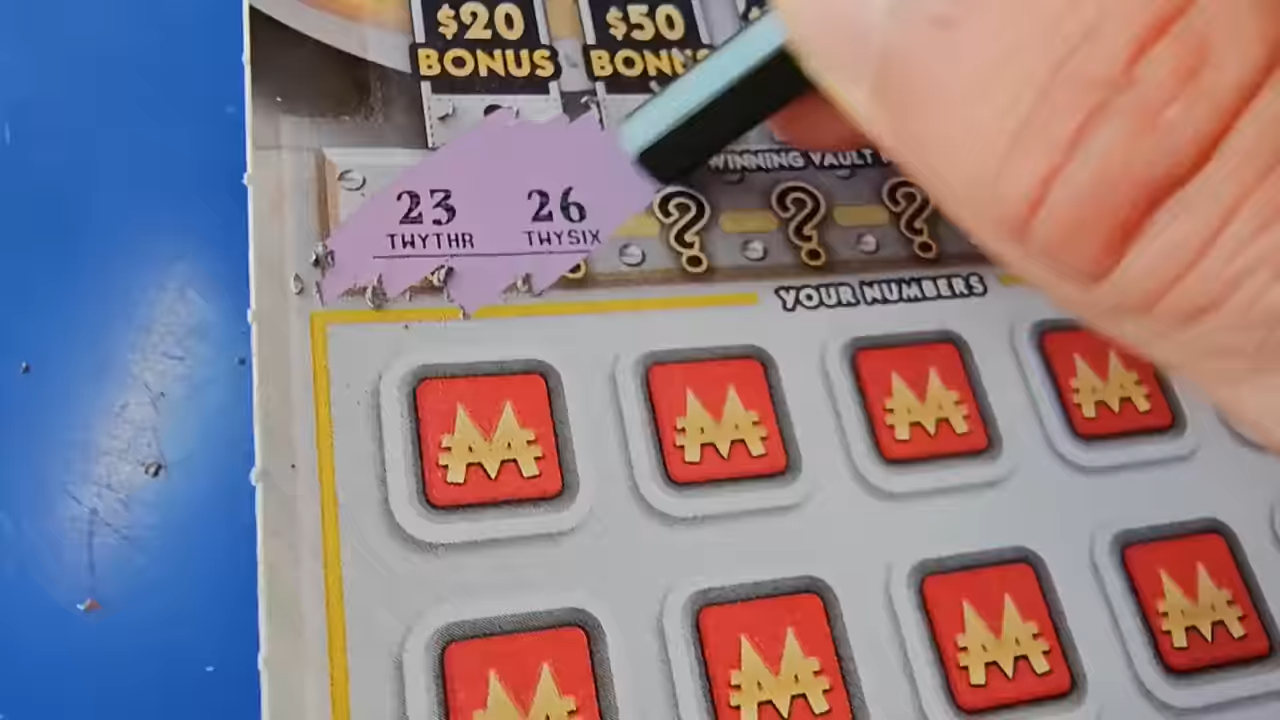 $20 $50
BONUS BONUS
WINNING VAULT
23 26
TWYTHR TWYSIX
? ? ?
YOUR NUMBERS